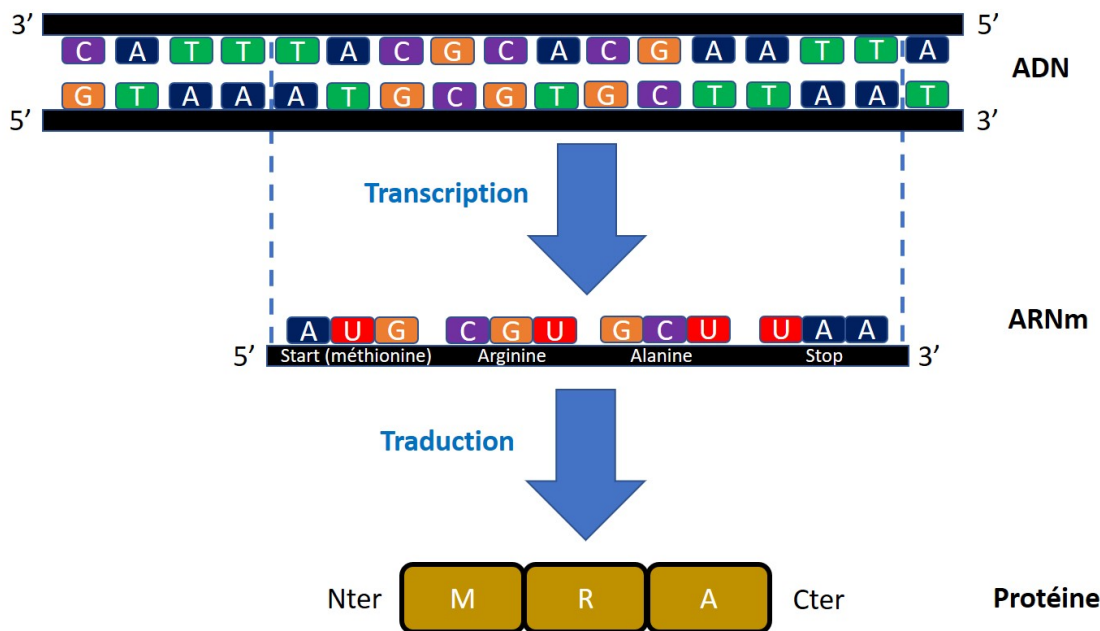 3’ 5’
C A T T T A C G C A C G A A T T A
ADN
G T A A A T G C G T G C T T A A T
5’ 3’
Transcription
A U G C G U G C U U A A
ARNm
5’ Start (méthionine) Arginine Alanine Stop 3’
Traduction
Nter M R A Cter Protéine